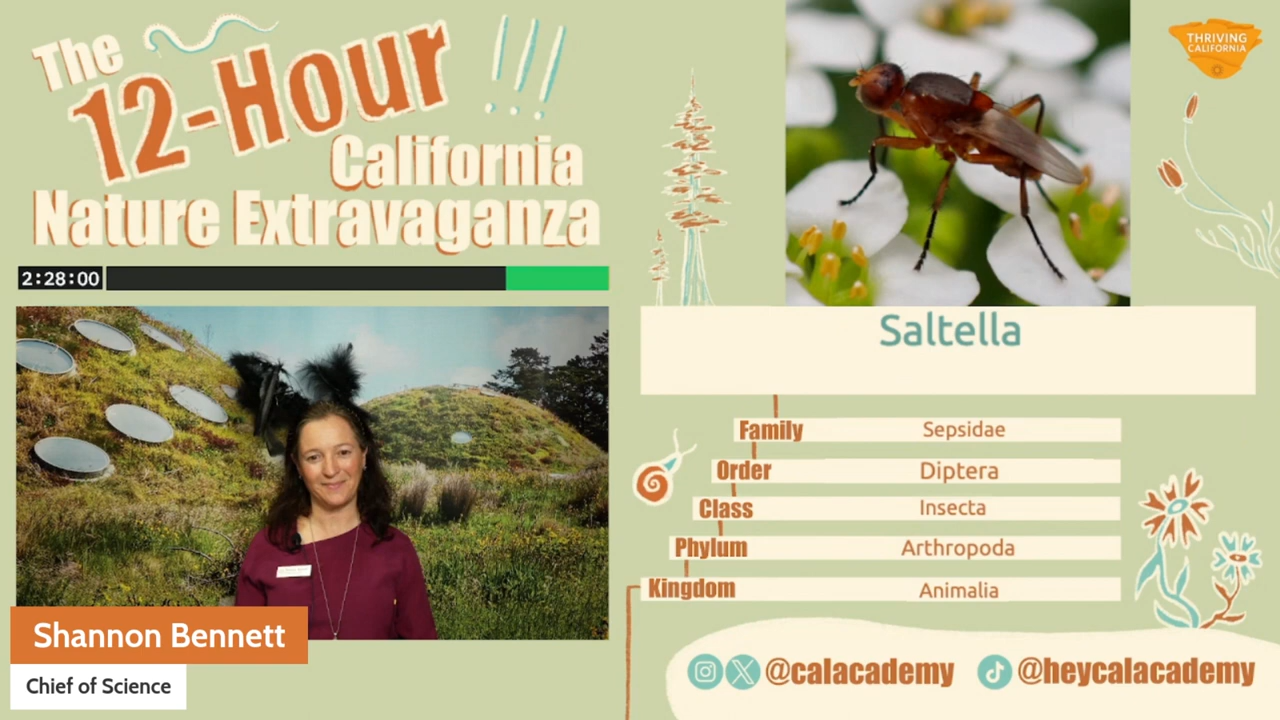 The
12-Hour!!!
California
Nature Extravaganza
2:28:00
Shannon Bennett
Chief of Science
THRIVING
CALIFORNIA
Saltella
Family Sepsidae
Order Diptera
Class Insecta
Phylum Arthropoda
Kingdom Animalia
@calacademy @heycalacademy